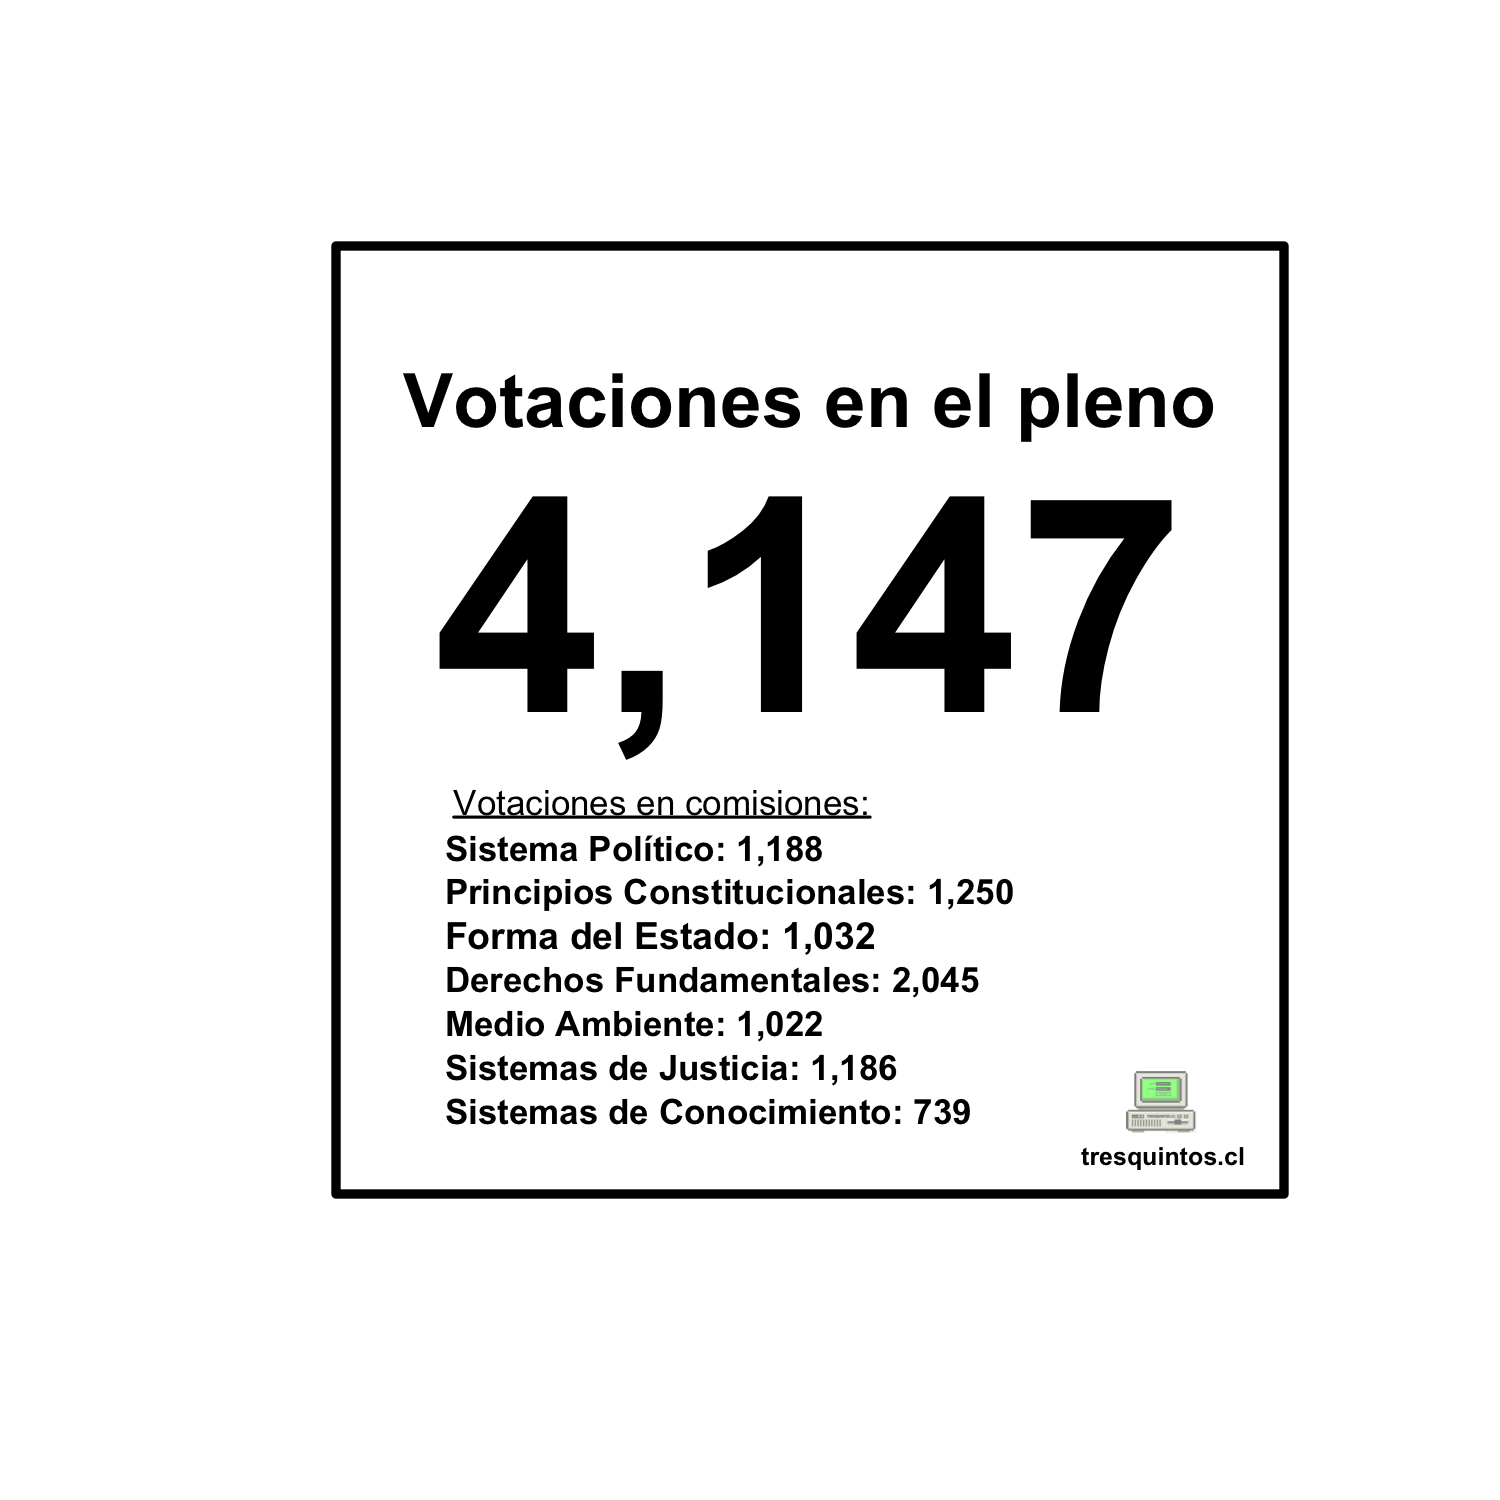 Votaciones en el pleno
4,147
Votaciones en comisiones:
Sistema Político: 1,188
Principios Constitucionales: 1,250
Forma del Estado: 1,032
Derechos Fundamentales: 2,045
Medio Ambiente: 1,022
Sistemas de Justicia: 1,186
Sistemas de Conocimiento: 739
tresquintos.cl